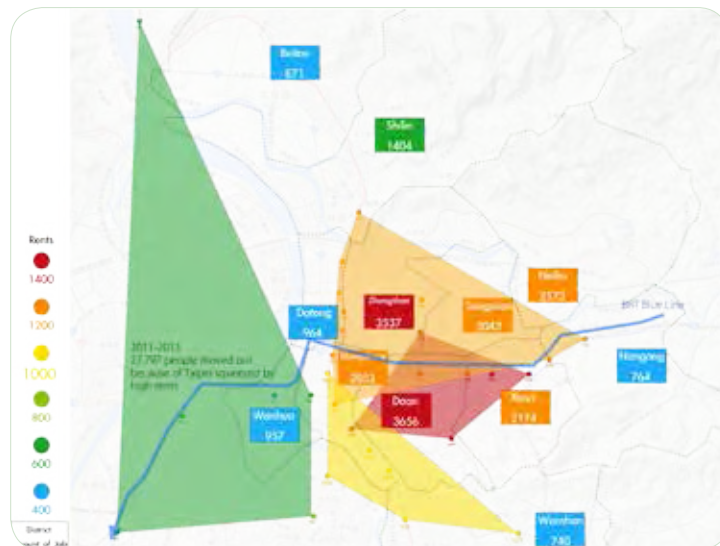 Beitou
871
Shilin
1404
Rents
1400
1200
1000
800
600
400
District
Zhongshan
3537
Datong
964
Songshan
3042
Neihu
BRT Blue Line
Nangang
764
2011-2013
27,797 people moved out
because of Taipei squeezed by
high rents
Daan
3656
Xinyi
2174
Wanhua
957
Wenshan
740